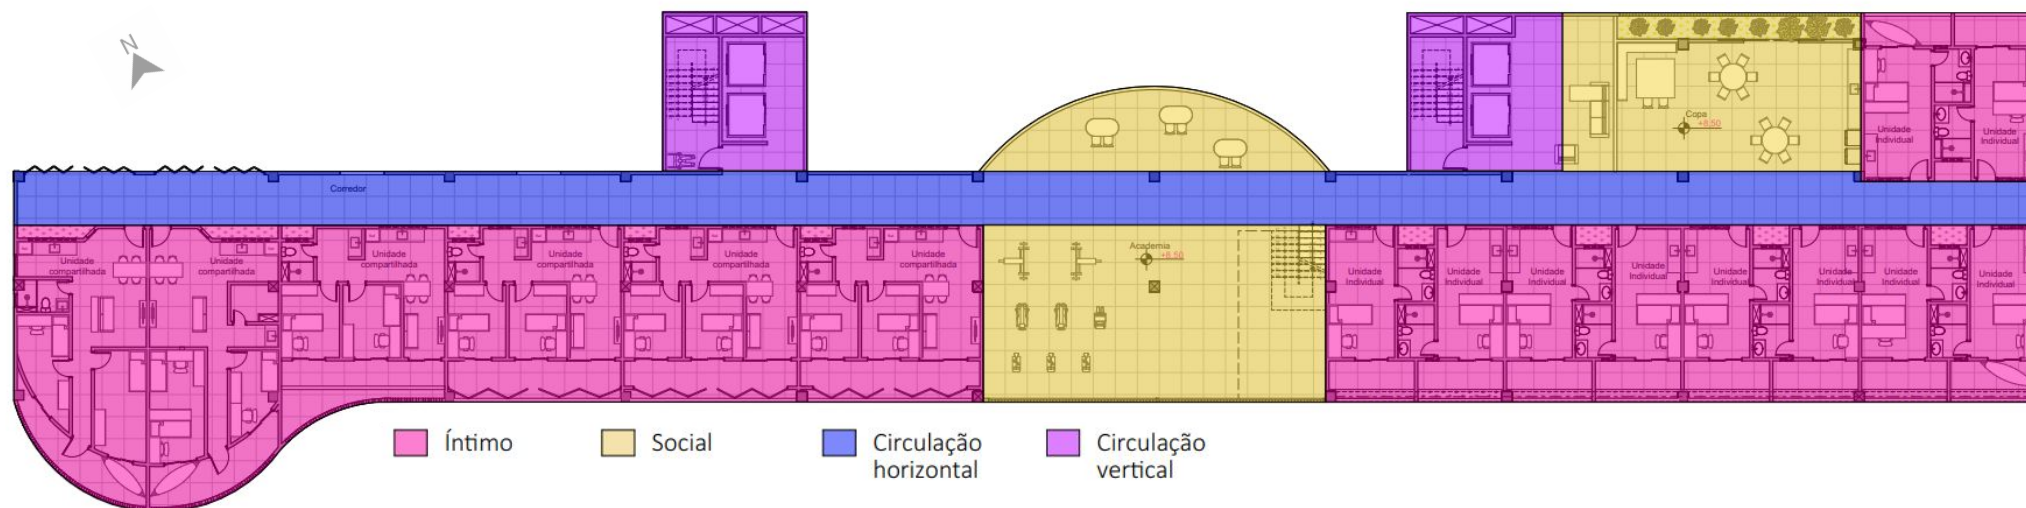 N
Copa
+8,50
Unidade
Individual
Unidade
Individual
Corredor
Unidade
compartilhada
Unidade
compartilhada
Unidade
compartilhada
Unidade
compartilhada
Unidade
compartilhada
Unidade
compartilhada
Academia
+8,50
Unidade
Individual
Unidade
Individual
Unidade
Individual
Unidade
Individual
Unidade
Individual
Unidade
Individual
Unidade
Individual
Unidade
Individual
Íntimo
Social
Circulação
horizontal
Circulação
vertical